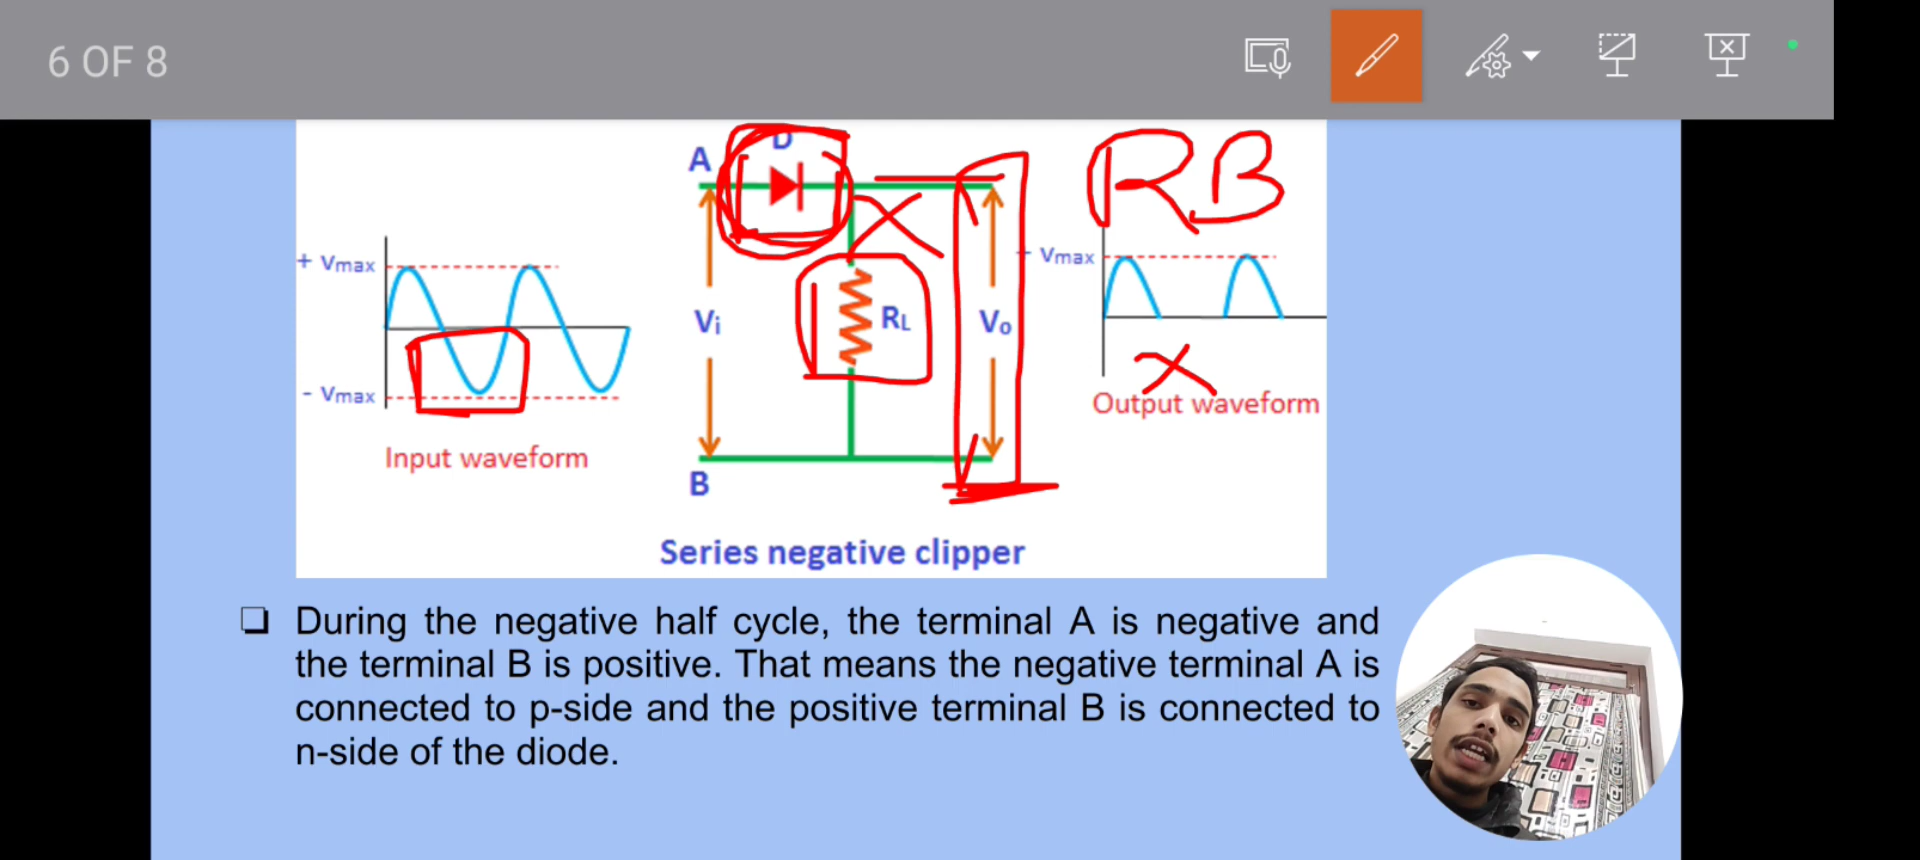 6 OF 8
D
A
RB
+ Vmax
Vmax
Vi
RL
Vo
- Vmax
X
Output waveform
Input waveform
B
Series negative clipper
❑ During the negative half cycle, the terminal A is negative and
the terminal B is positive. That means the negative terminal A is
connected to p-side and the positive terminal B is connected to
n-side of the diode.